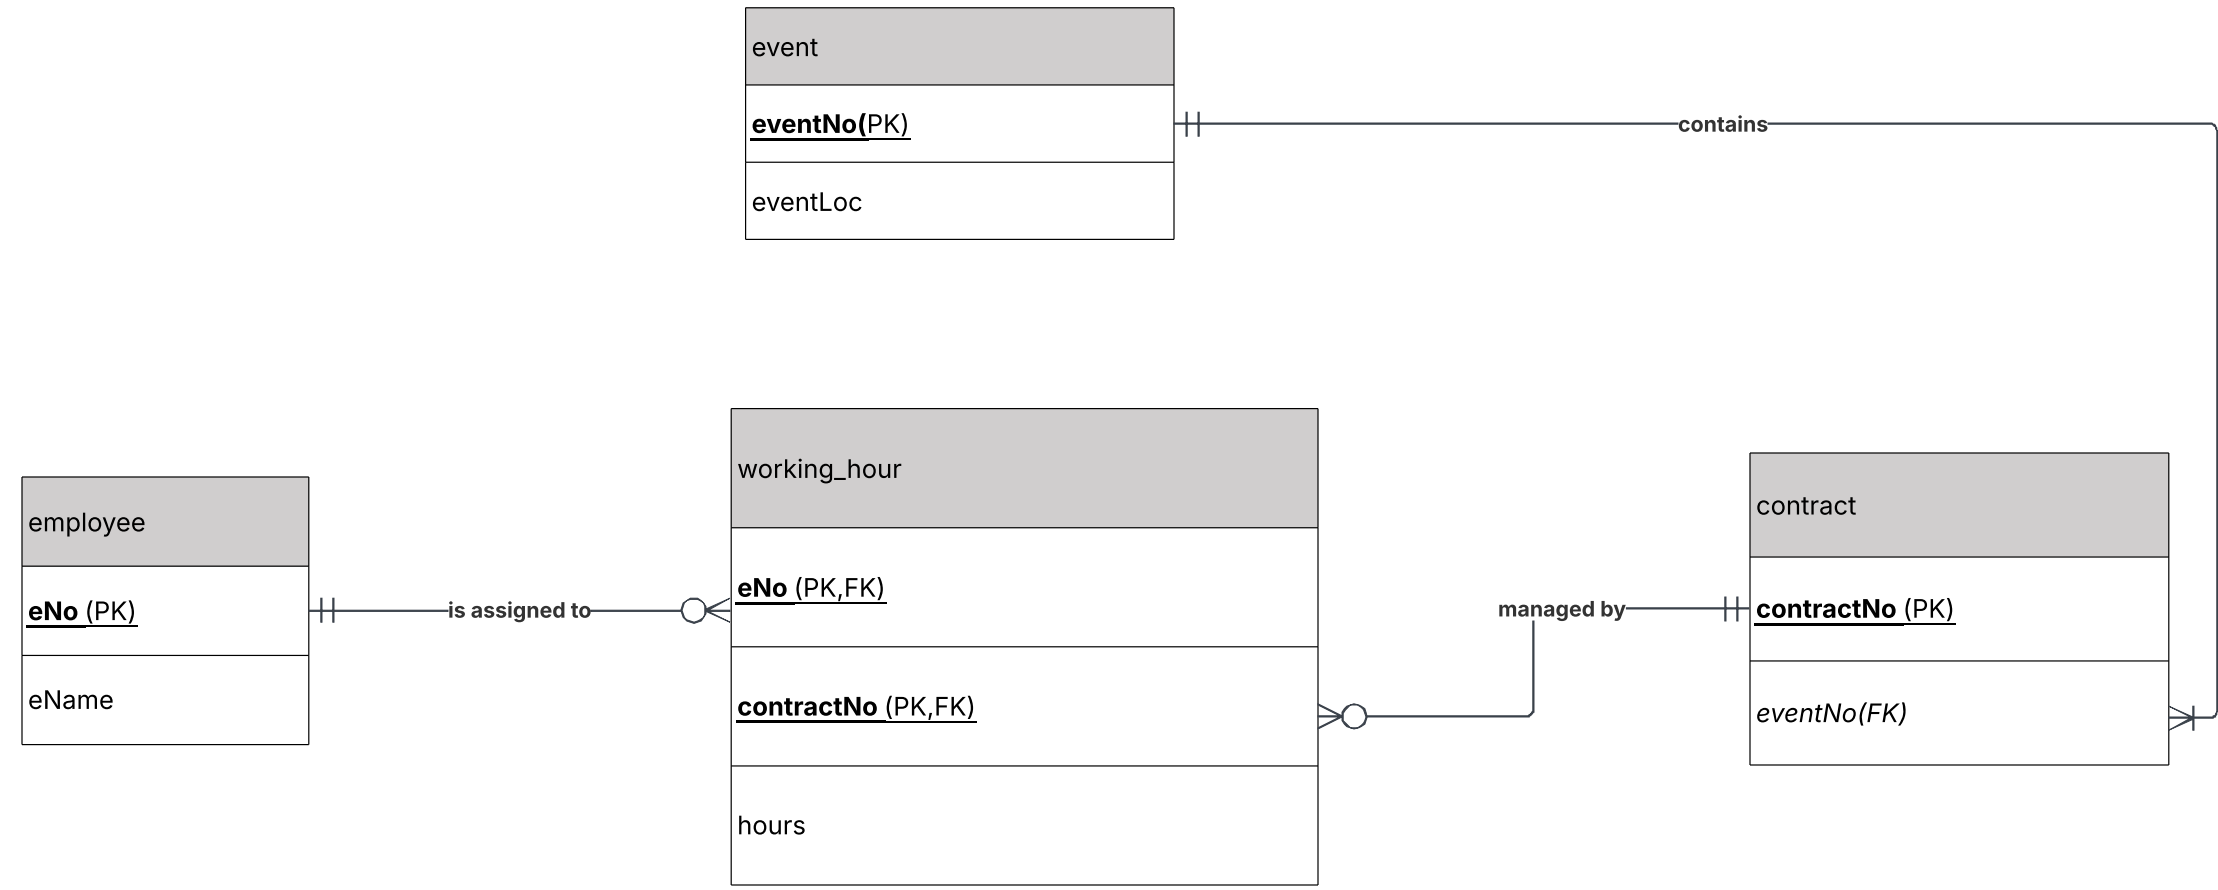 event
eventNo(PK)
eventLoc
contains
employee
eNo (PK)
eName
is assigned to
working_hour
eNo (PK,FK)
contractNo (PK,FK)
hours
managed by
contract
contractNo (PK)
eventNo(FK)